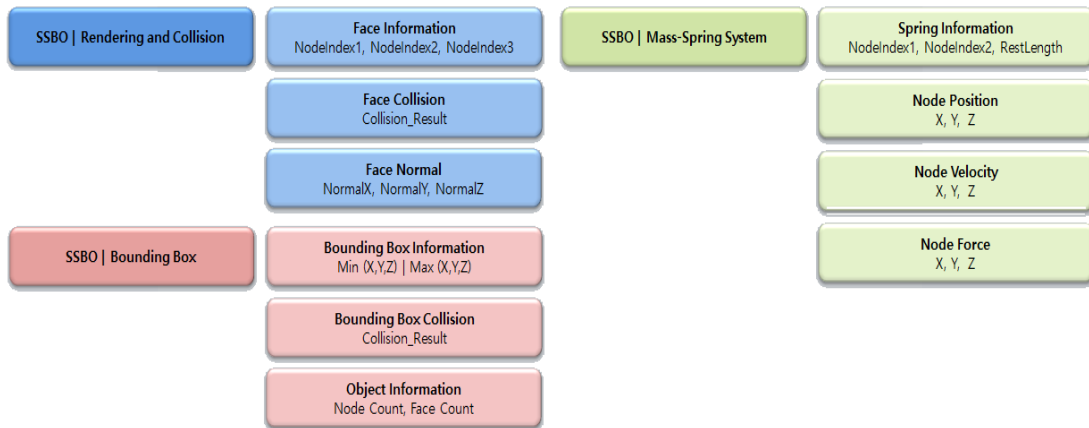 SSBO | Rendering and Collision
Face Information
NodeIndex1, NodeIndex2, NodeIndex3
Face Collision
Collision_Result
Face Normal
NormalX, NormalY, NormalZ
SSBO | Bounding Box
Bounding Box Information
Min (X,Y,Z) | Max (X,Y,Z)
Bounding Box Collision
Collision_Result
Object Information
Node Count, Face Count
SSBO | Mass-Spring System
Spring Information
NodeIndex1, NodeIndex2, RestLength
Node Position
X, Y, Z
Node Velocity
X, Y, Z
Node Force
X, Y, Z